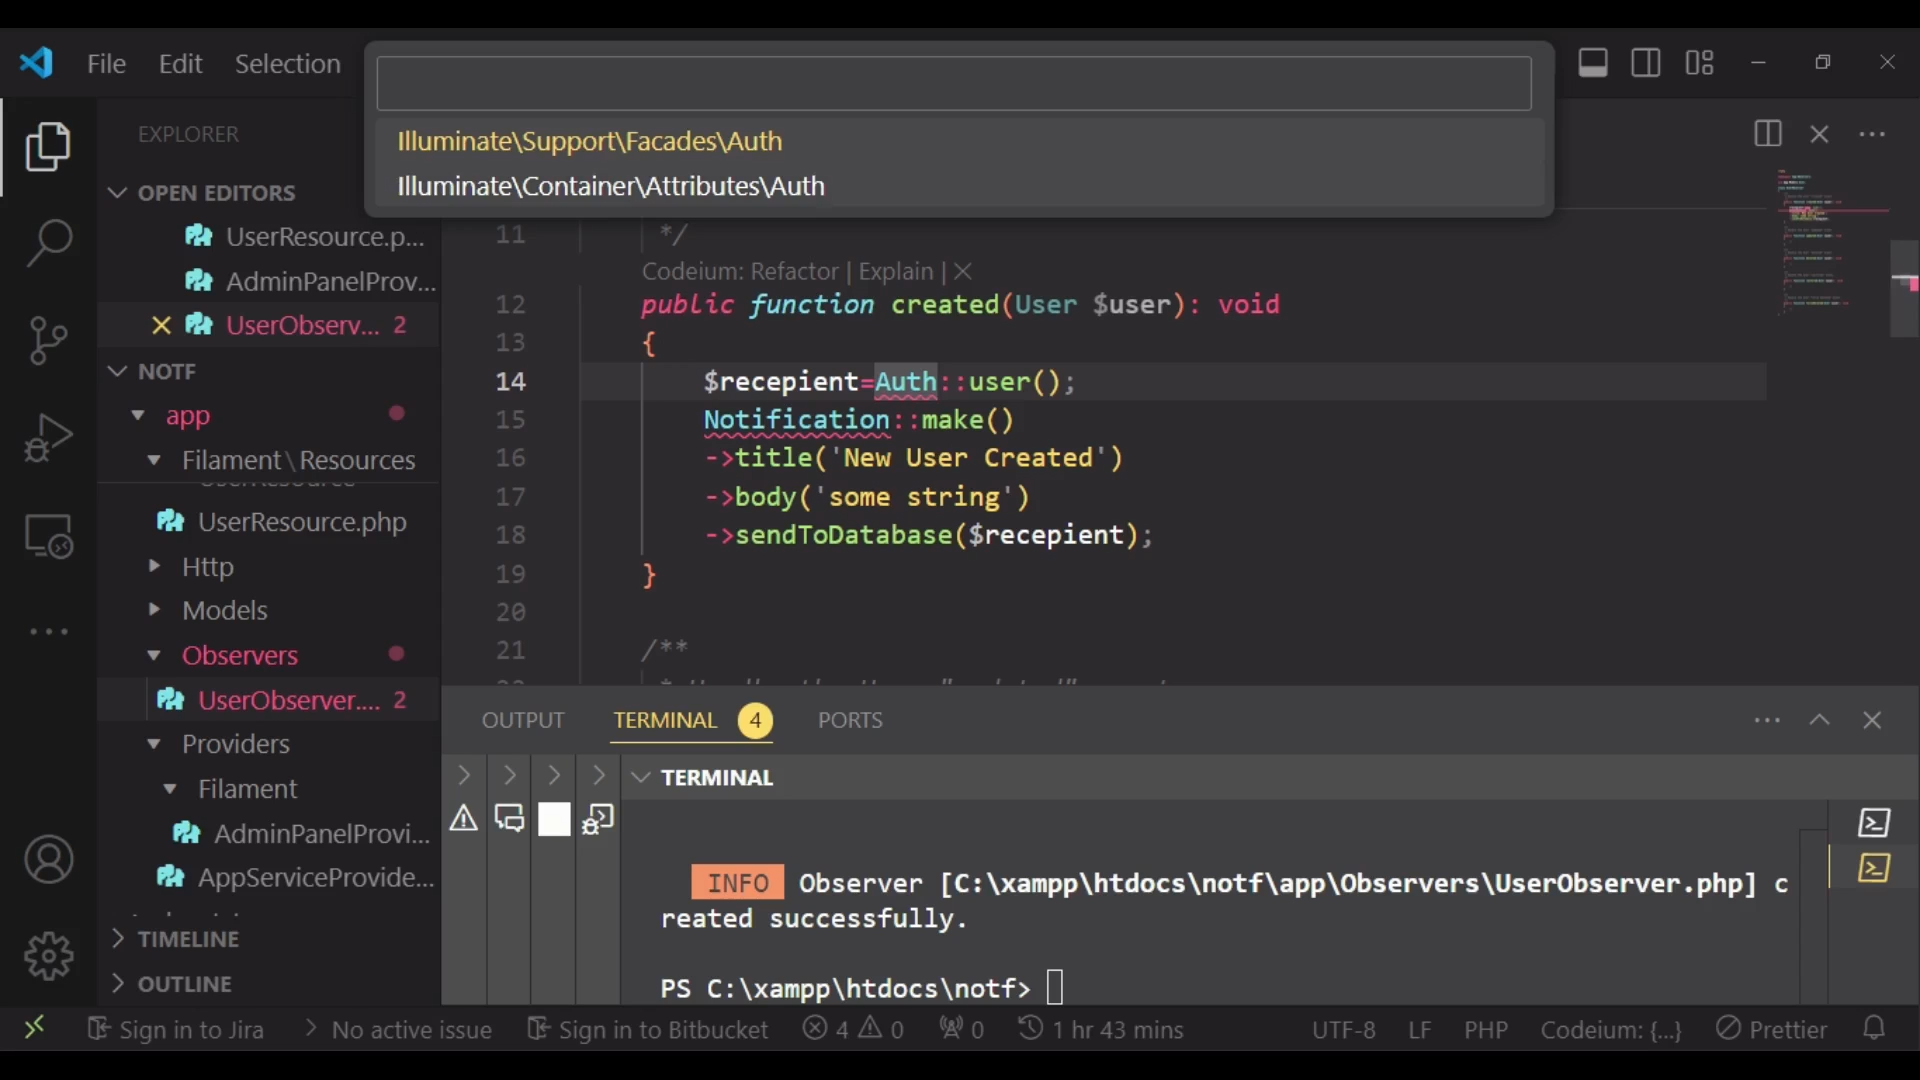 File Edit Selection
Illuminate\Support\Facades\Auth
Illuminate\Container\Attributes\Auth
EXPLORER
OPEN EDITORS
UserResource.p...
AdminPanelProv...
UserObserv... 2
NOTF
app
Filament\Resources
UserResource
UserResource.php
Http
Models
Observers
UserObserver.... 2
Providers
Filament
AdminPanelProvi...
AppServiceProvide...
TIMELINE
OUTLINE
11 */
Codeium: Refactor | Explain | ×
12 public function created(User $user): void
13 {
14 $recepient=Auth::user();
15 Notification::make()
16 ->title('New User Created')
17 ->body('some string')
18 ->sendToDatabase($recepient);
19 }
20
21 /**
OUTPUT TERMINAL 4 PORTS
TERMINAL
INFO Observer [C:\xampp\htdocs\notf\app\Observers\UserObserver.php] c
reated successfully.
PS C:\xampp\htdocs\notf>
Sign in to Jira No active issue Sign in to Bitbucket 4 0 0 1 hr 43 mins UTF-8 LF PHP Codeium: {...} Prettier